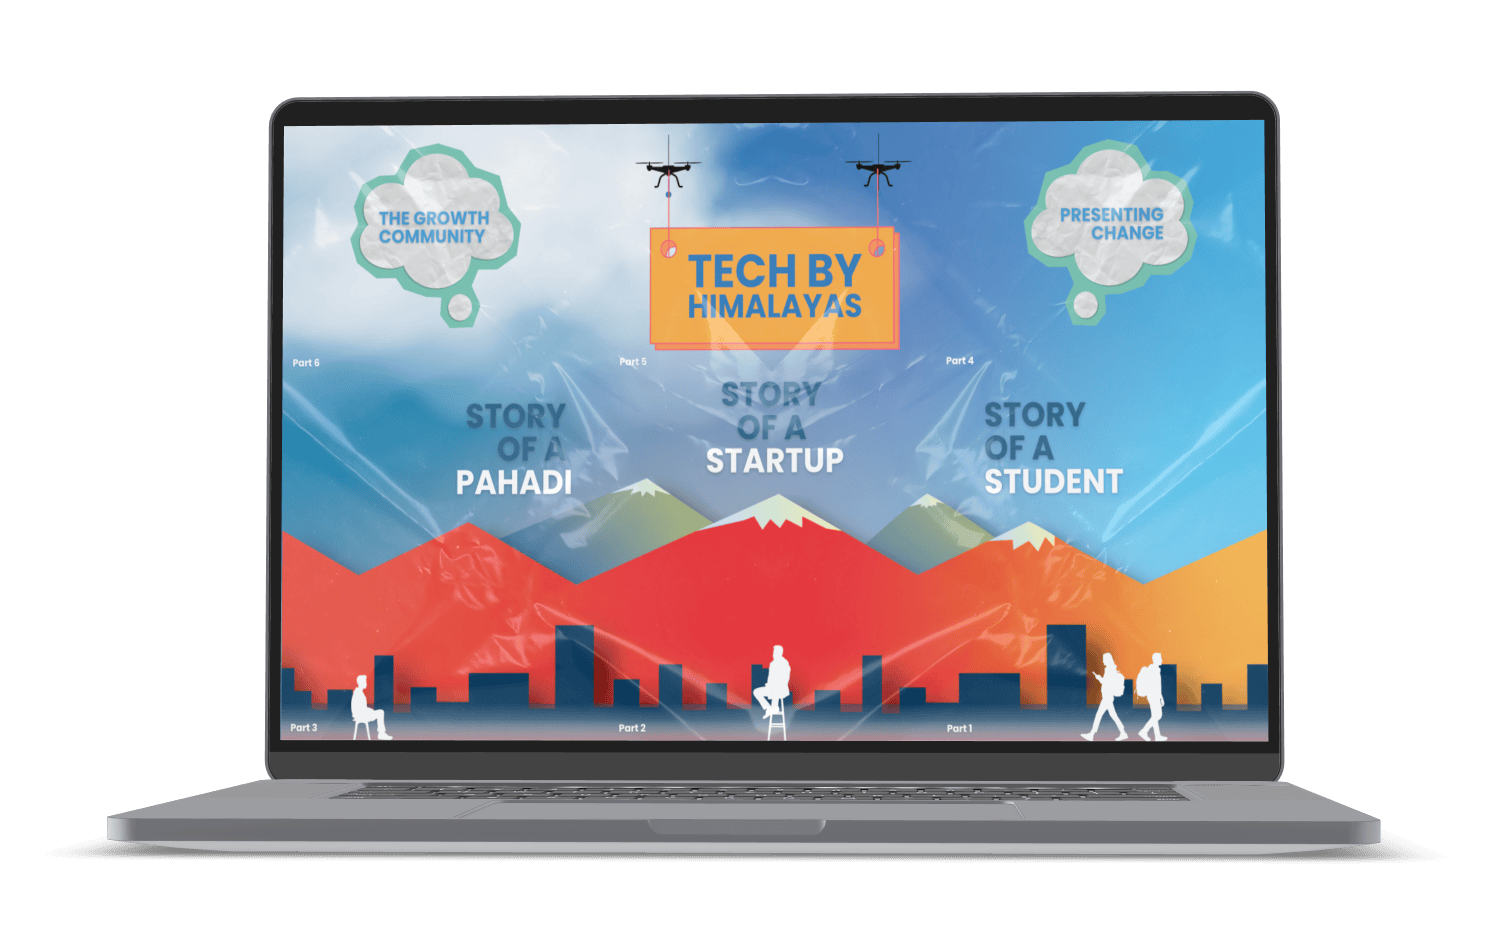 THE GROWTH
COMMUNITY
TECH BY
HIMALAYAS
PRESENTING
CHANGE
Part 6
Part 5
Part 4
STORY
OF A
PAHADI
STORY
OF A
STARTUP
STORY
OF A
STUDENT
Part 3
Part 2
Part 1